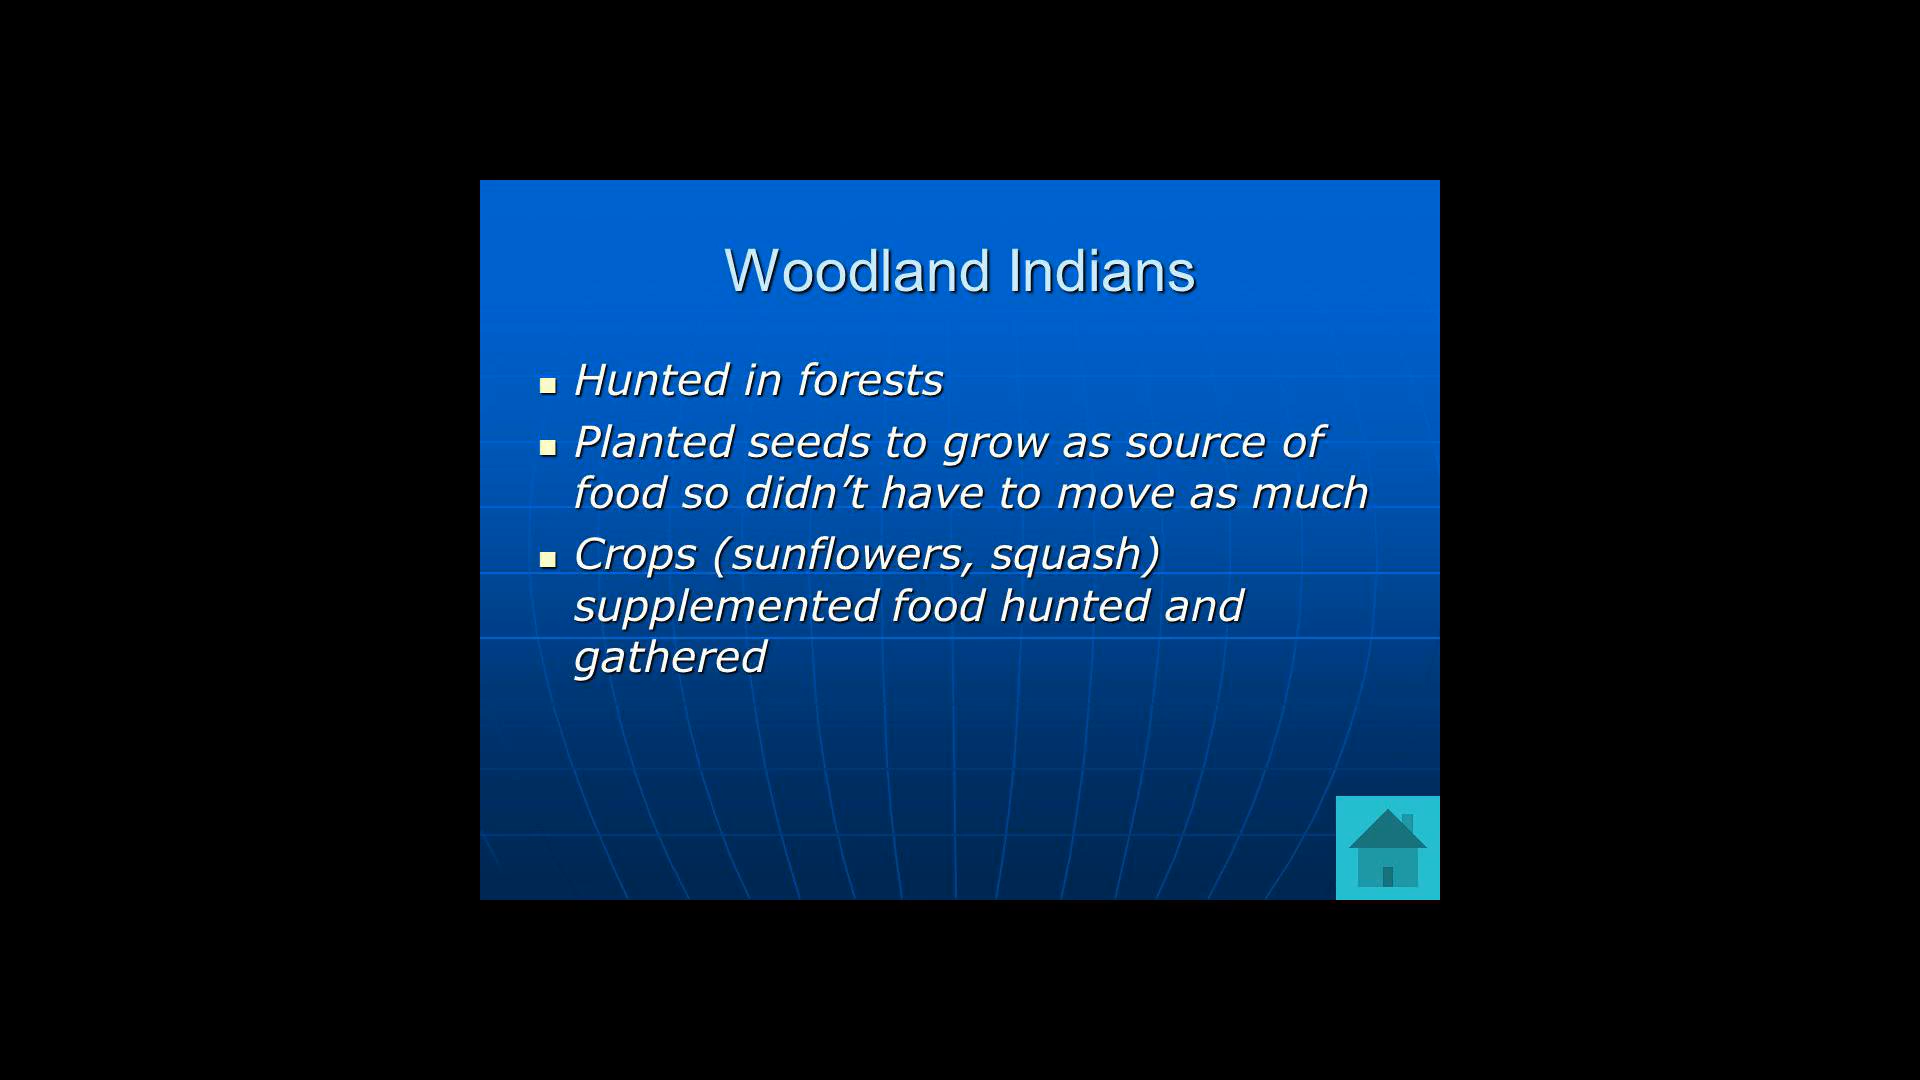 Woodland Indians
Hunted in forests
Planted seeds to grow as source of
food so didn’t have to move as much
Crops (sunflowers, squash)
supplemented food hunted and
gathered